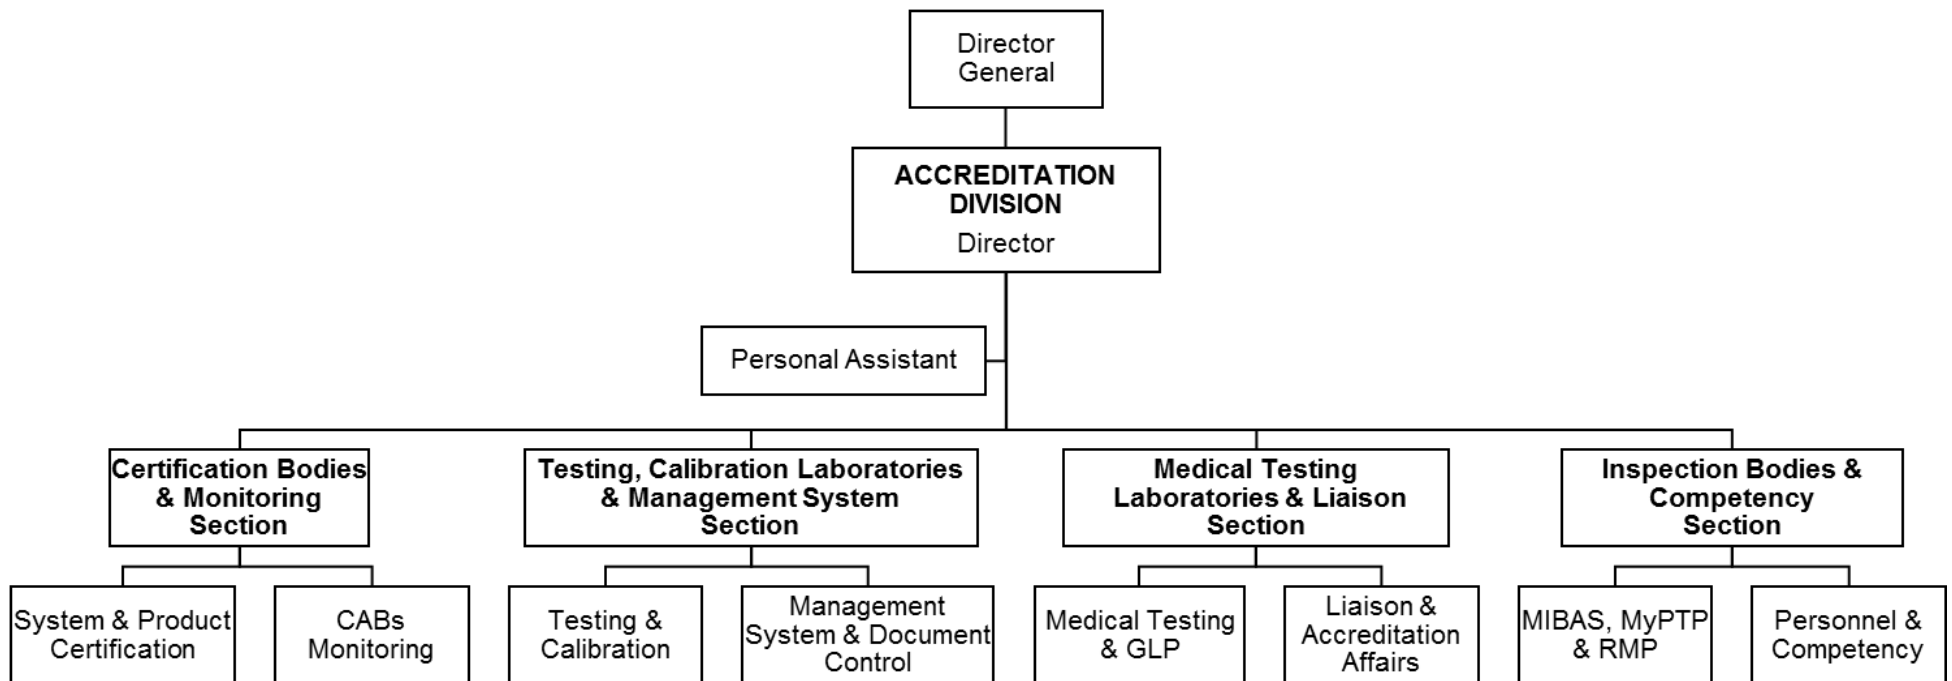 Director
General
ACCREDITATION
DIVISION
Director
Personal Assistant
Certification Bodies
& Monitoring
Section
Testing, Calibration Laboratories
& Management System
Section
Medical Testing
Laboratories & Liaison
Section
Inspection Bodies &
Competency
Section
System & Product
Certification
CABs
Monitoring
Testing &
Calibration
Management
System & Document
Control
Medical Testing
& GLP
Liaison &
Accreditation
Affairs
MIBAS, MyPTP
& RMP
Personnel &
Competency